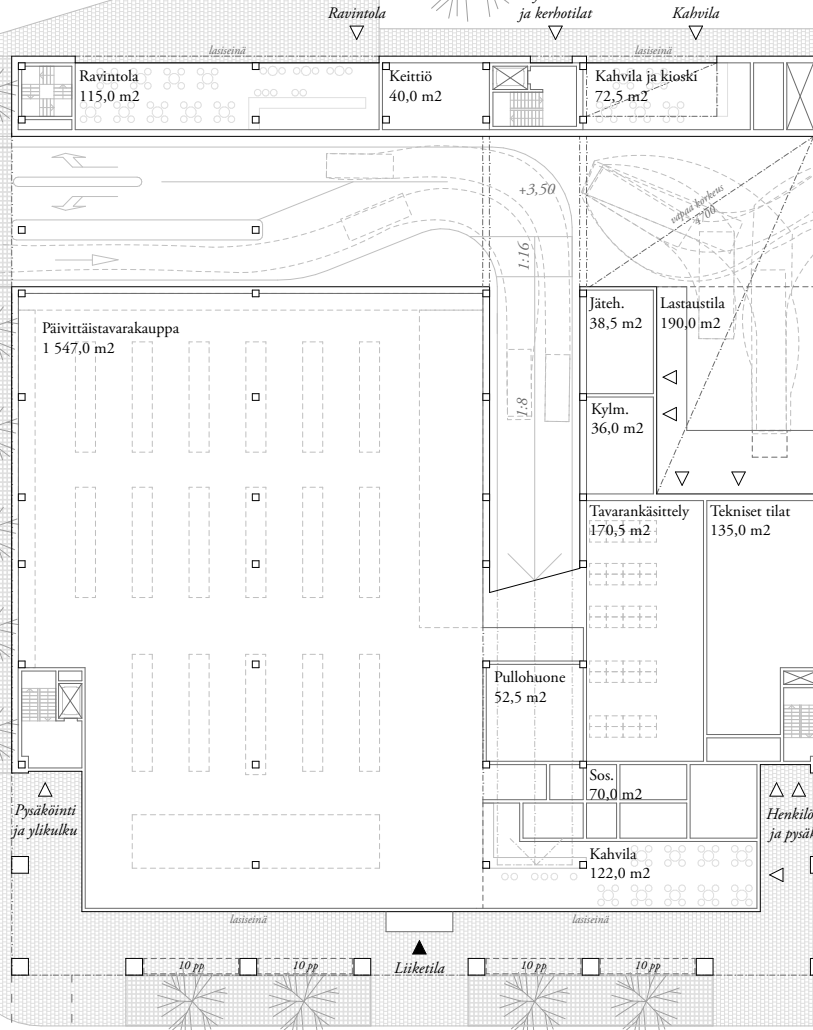 Ravintola
ja kerhotilat
Kahvila
lasiseinä
lasiseinä
Ravintola
115,0 m2
Keittiö
40,0 m2
Kahvila ja kioski
72,5 m2
+3,50
vapaa korkeus
1:16
Jäteh.
38,5 m2
Lastaustila
190,0 m2
Päivittäistavarakauppa
1 547,0 m2
1:8
Kylm.
36,0 m2
Tavarankäsittely
170,5 m2
Tekniset tilat
135,0 m2
Pullohuone
52,5 m2
Sos.
70,0 m2
Pysäköinti
ja ylikulku
Henkilö
ja pysäk
Kahvila
122,0 m2
lasiseinä
lasiseinä
10 pp
10 pp
Liiketila
10 pp
10 pp